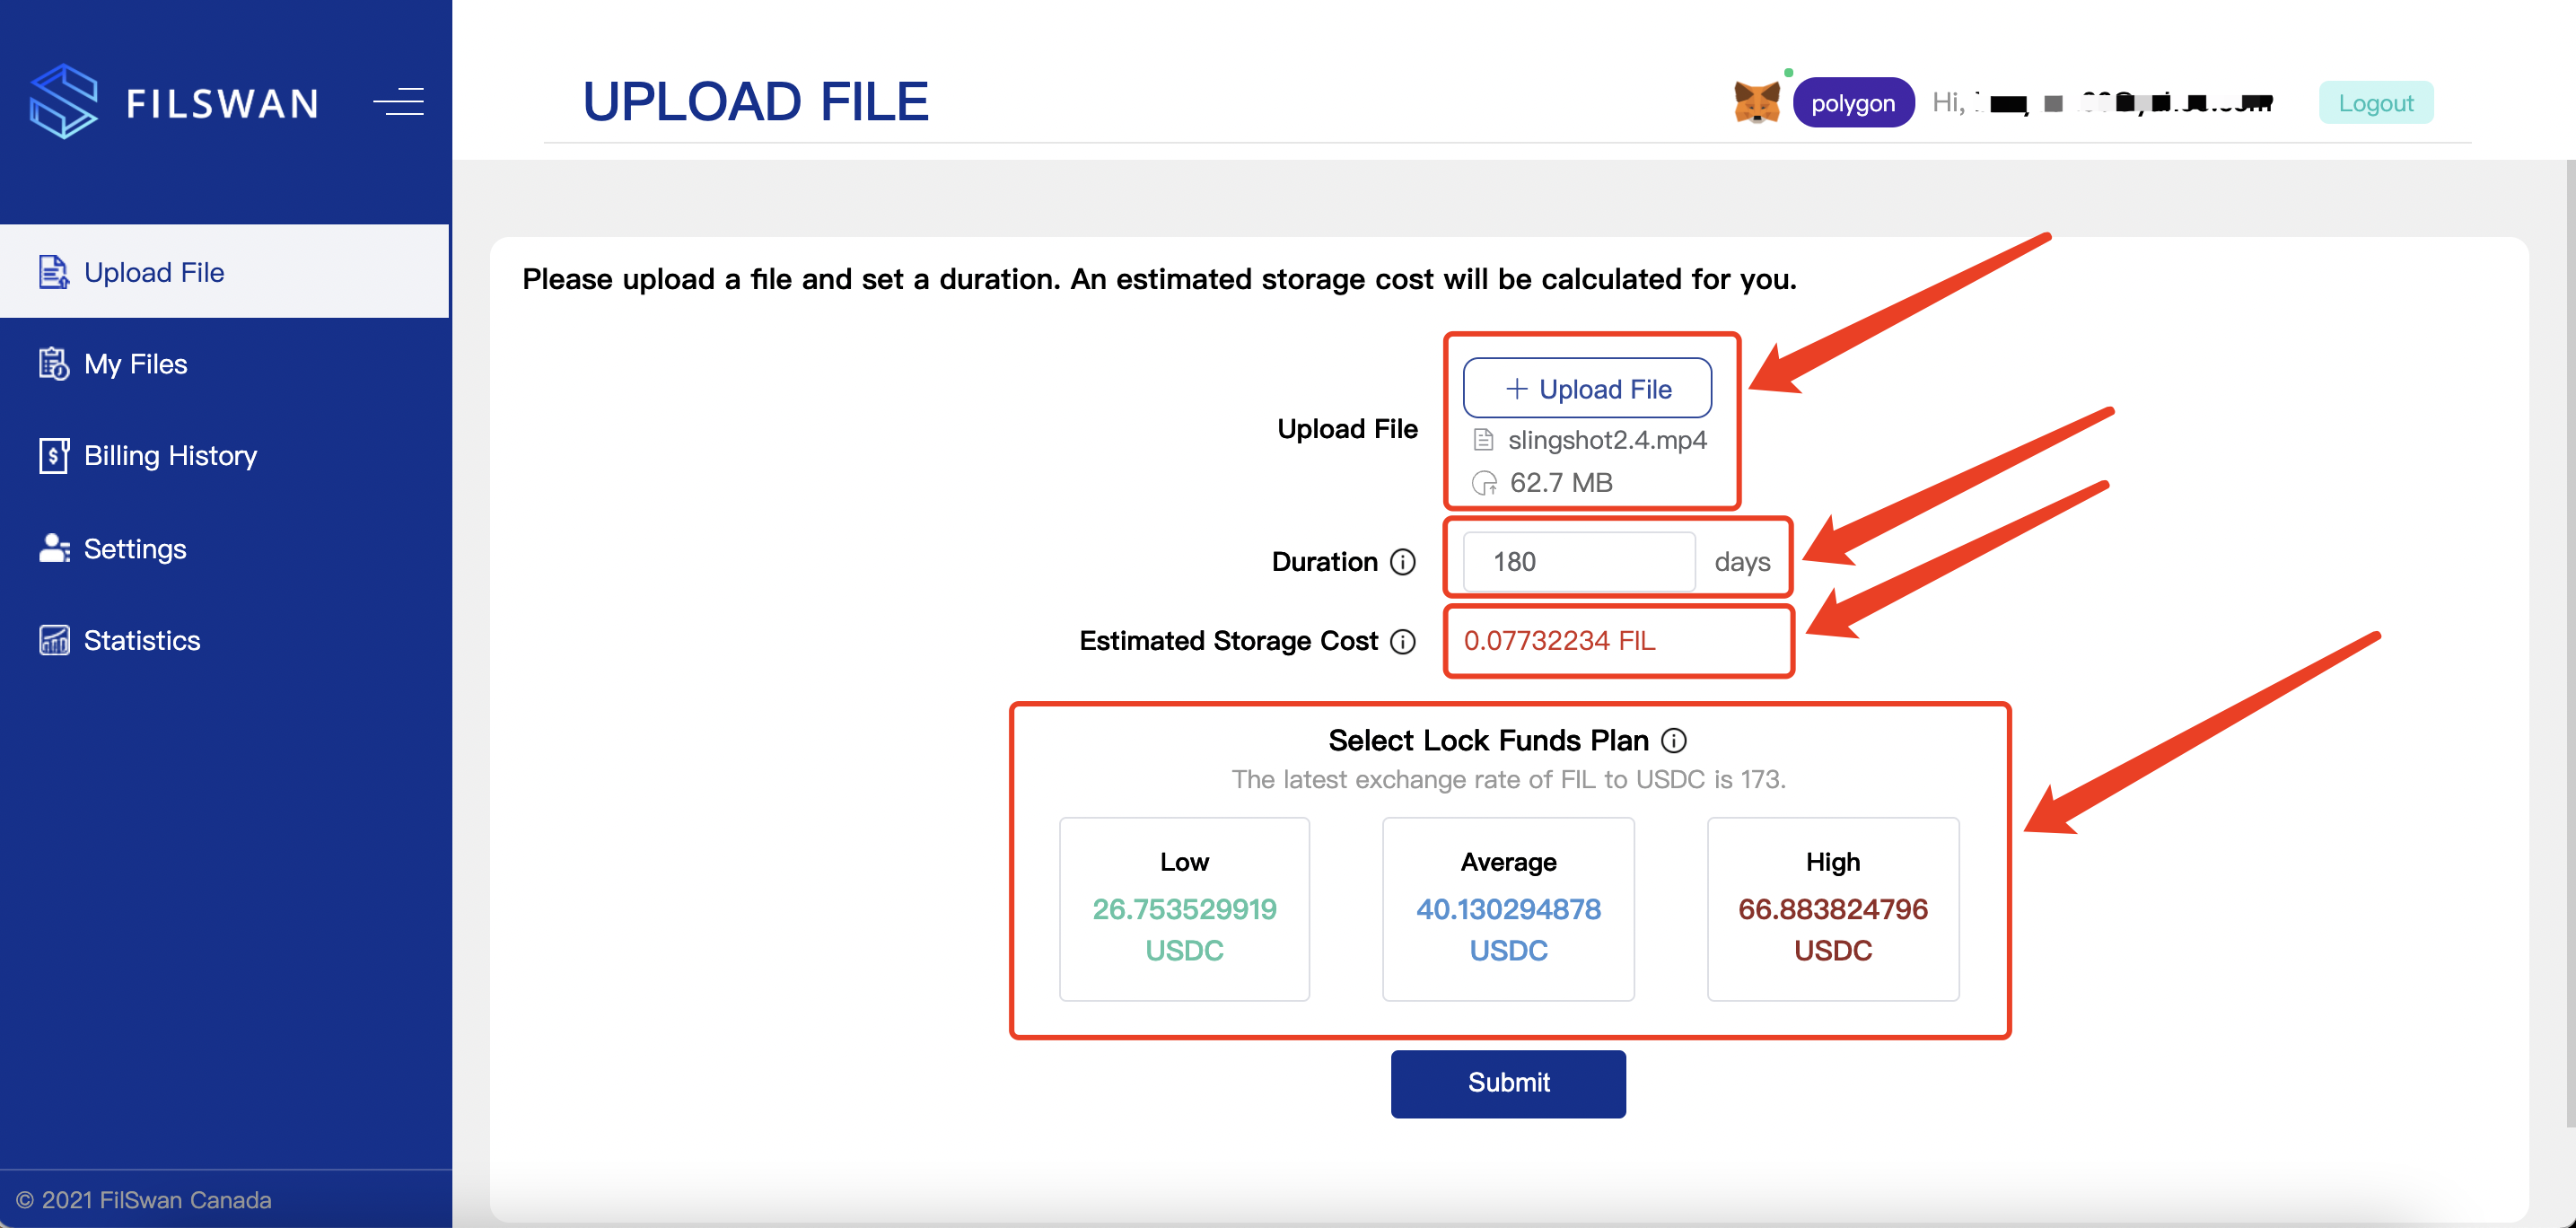 FILSWAN
UPLOAD FILE
polygon
Hi,
Logout
Upload File
My Files
Billing History
Settings
Statistics
© 2021 FilSwan Canada
Please upload a file and set a duration. An estimated storage cost will be calculated for you.
Upload File
+ Upload File
slingshot2.4.mp4
62.7 MB
Duration
180 days
Estimated Storage Cost
0.07732234 FIL
Select Lock Funds Plan
The latest exchange rate of FIL to USDC is 173.
Low
26.753529919
USDC
Average
40.130294878
USDC
High
66.883824796
USDC
Submit